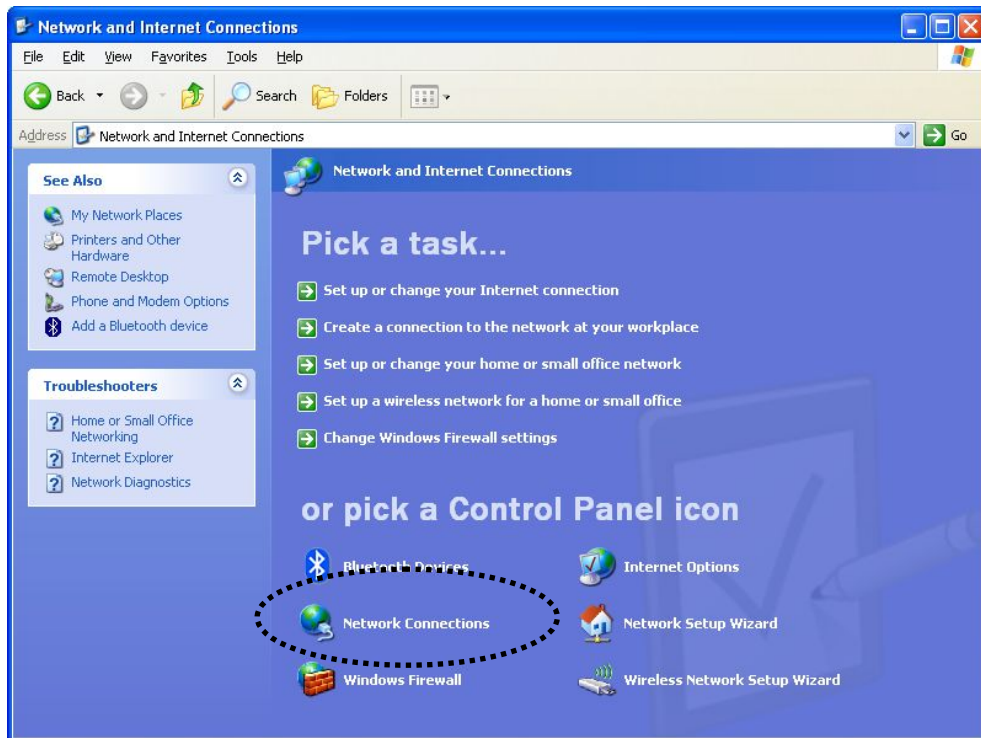 Network and Internet Connections
File Edit View Favorites Tools Help
Back Search Folders
Address Network and Internet Connections Go
See Also
My Network Places
Printers and Other
Hardware
Remote Desktop
Phone and Modem Options
Add a Bluetooth device
Troubleshooters
Home or Small Office
Networking
Internet Explorer
Network Diagnostics
Network and Internet Connections
Pick a task...
Set up or change your Internet connection
Create a connection to the network at your workplace
Set up or change your home or small office network
Set up a wireless network for a home or small office
Change Windows Firewall settings
or pick a Control Panel icon
Bluetooth Devices Internet Options
Network Connections Network Setup Wizard
Windows Firewall Wireless Network Setup Wizard